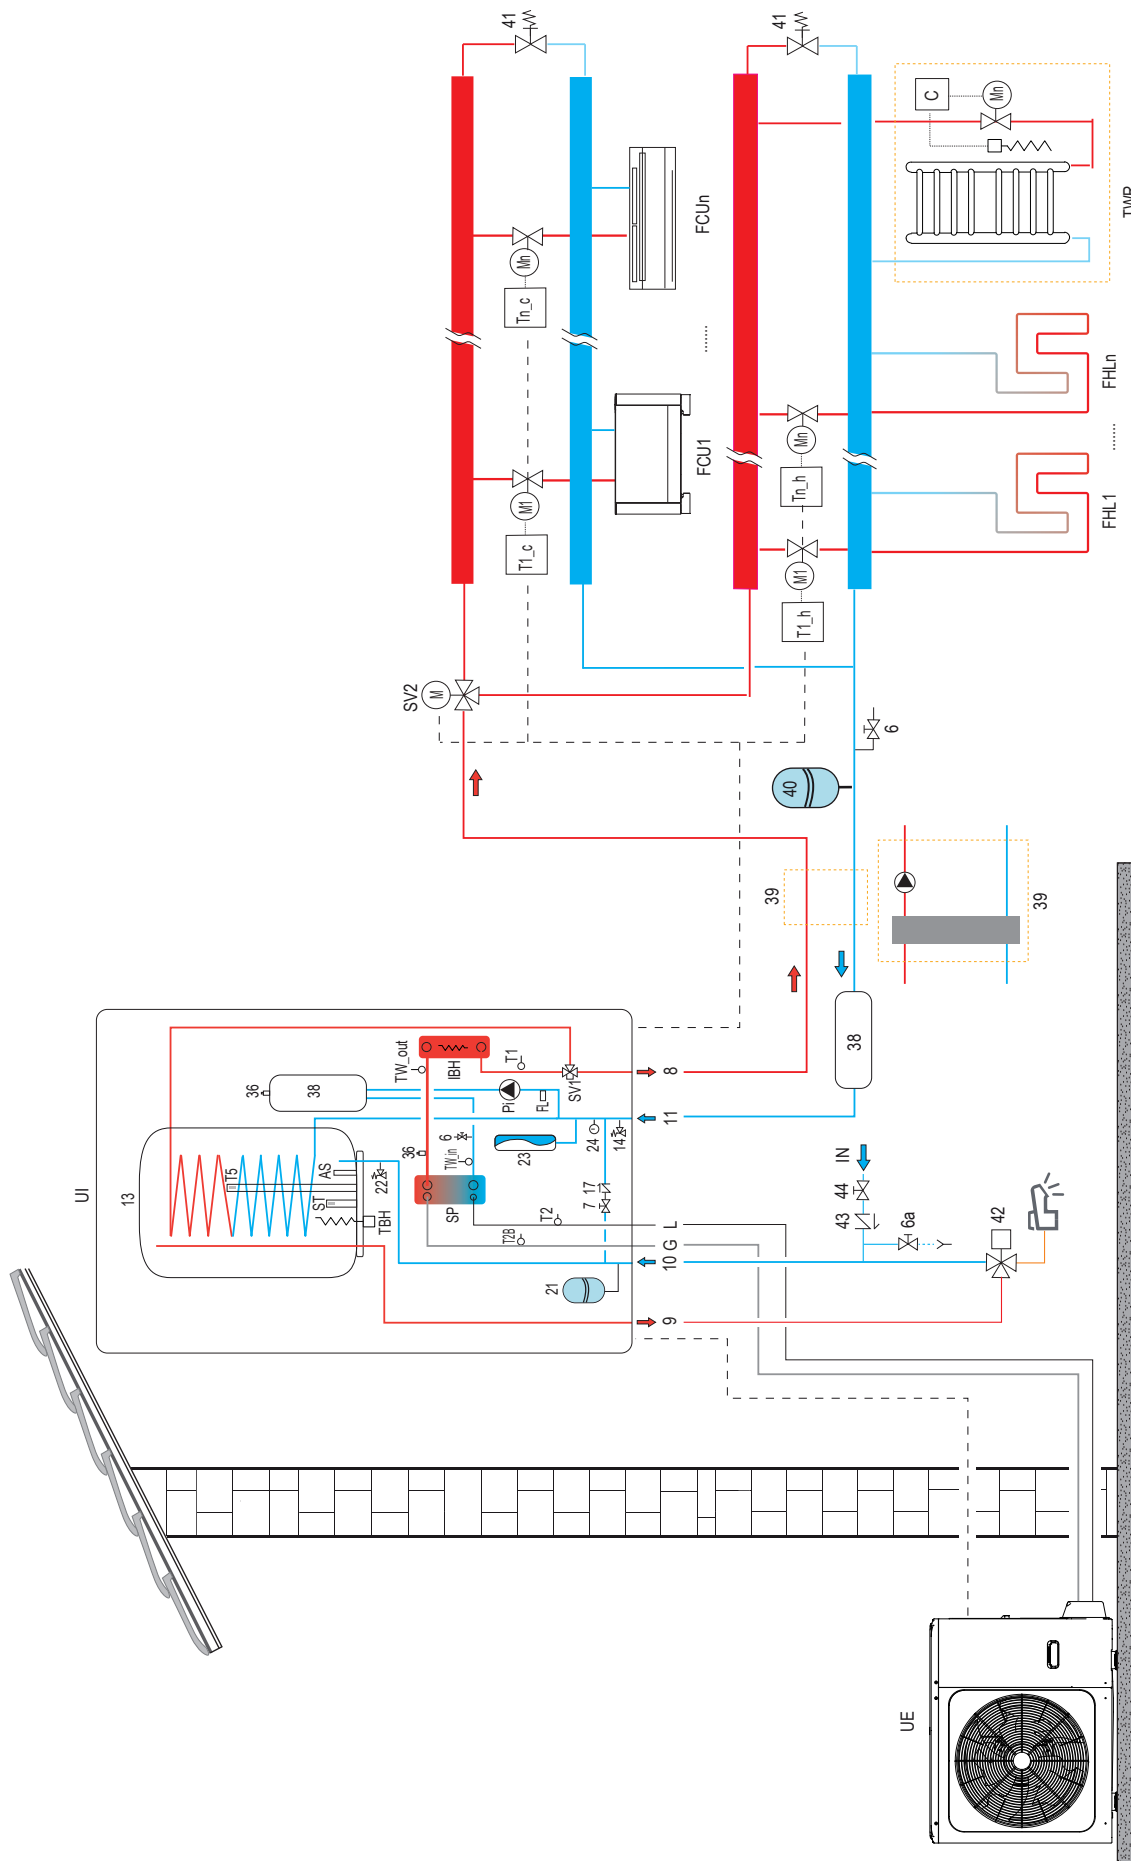 UE
UI
13
ST
T5
AS
TBH
22
36
38
TW_out
IBH
T1
36
6
TW_in
SP
Pi
FL
SV1
23
24
14
T2B
T2
7
17
21
9
10
G
L
11
8
IN
44
43
6a
42
38
39
39
40
6
SV2
M
41
T1_c
M1
Tn_c
Mn
FCU1
........
FCUn
41
T1_h
M1
Tn_h
Mn
FHL1
........
FHLn
C
Mn